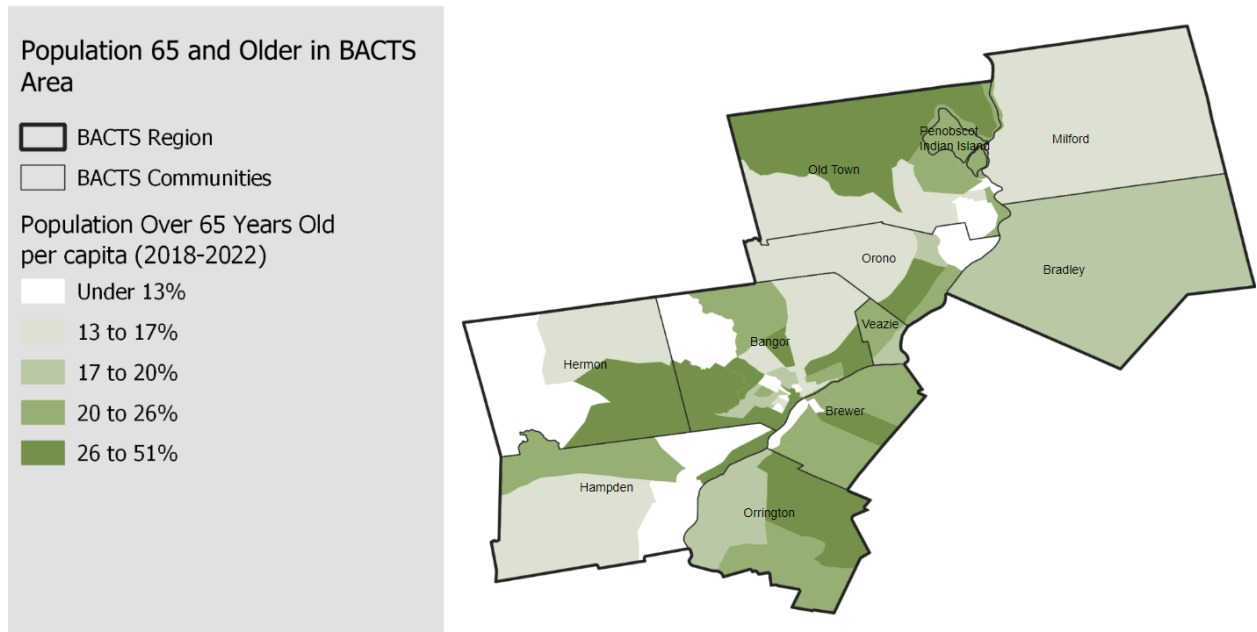 Population 65 and Older in BACTS
Area
BACTS Region
BACTS Communities
Population Over 65 Years Old
per capita (2018-2022)
Under 13%
13 to 17%
17 to 20%
20 to 26%
26 to 51%
Penobscot
Indian Island
Milford
Old Town
Orono
Bradley
Veazie
Bangor
Hermon
Brewer
Hampden
Orrington